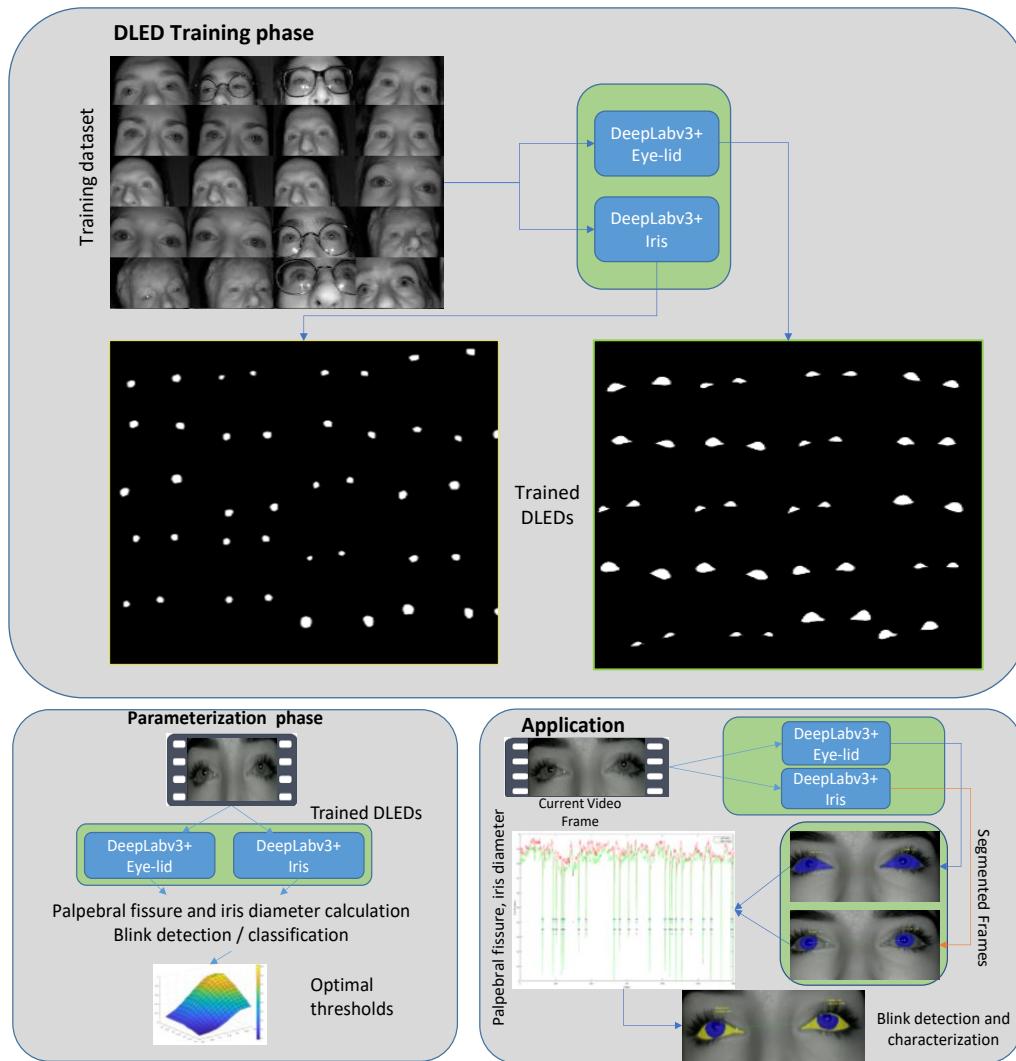 DLED Training phase
Training dataset
DeepLabv3+
Eye-lid
DeepLabv3+
Iris
Trained
DLEDs
Parameterization phase
Trained DLEDs
DeepLabv3+
Eye-lid
DeepLabv3+
Iris
Palpebral fissure and iris diameter calculation
Blink detection / classification
Optimal
thresholds
Application
Current Video
Frame
DeepLabv3+
Eye-lid
DeepLabv3+
Iris
Segmented Frames
Palpebral fissure, iris diameter
Blink detection and
characterization